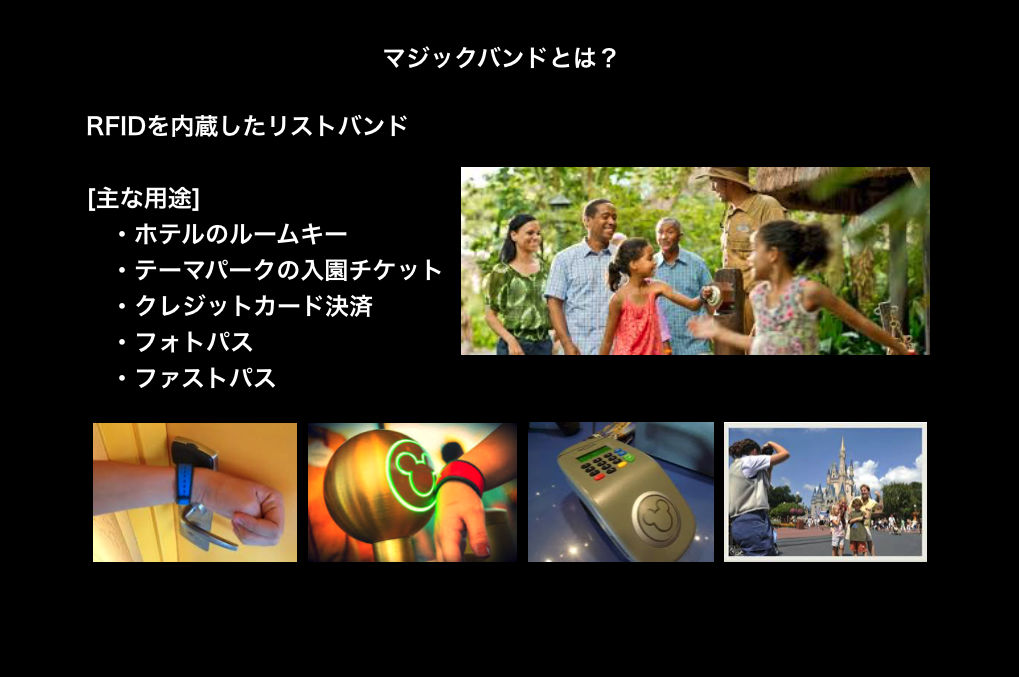 マジックバンドとは？
RFIDを内蔵したリストバンド
[主な用途]
・ホテルのルームキー
・テーマパークの入園チケット
・クレジットカード決済
・フォトパス
・ファストパス